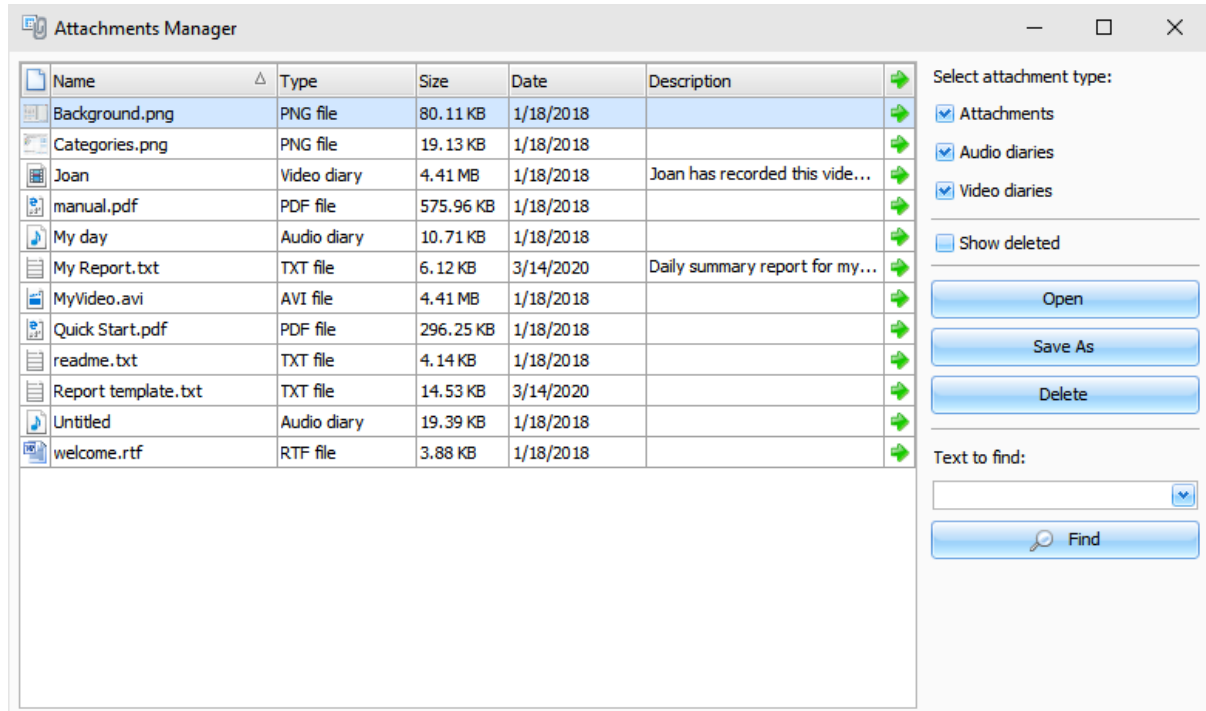 Attachments Manager
Name Type Size Date Description
Background.png PNG file 80.11 KB 1/18/2018
Categories.png PNG file 19.13 KB 1/18/2018
Joan Video diary 4.41 MB 1/18/2018 Joan has recorded this vide...
manual.pdf PDF file 575.96 KB 1/18/2018
My day Audio diary 10.71 KB 1/18/2018
My Report.txt TXT file 6.12 KB 3/14/2020 Daily summary report for my...
MyVideo.avi AVI file 4.41 MB 1/18/2018
Quick Start.pdf PDF file 296.25 KB 1/18/2018
readme.txt TXT file 4.14 KB 1/18/2018
Report template.txt TXT file 14.53 KB 3/14/2020
Untitled Audio diary 19.39 KB 1/18/2018
welcome.rtf RTF file 3.88 KB 1/18/2018
Select attachment type:
Attachments
Audio diaries
Video diaries
Show deleted
Open
Save As
Delete
Text to find:
Find